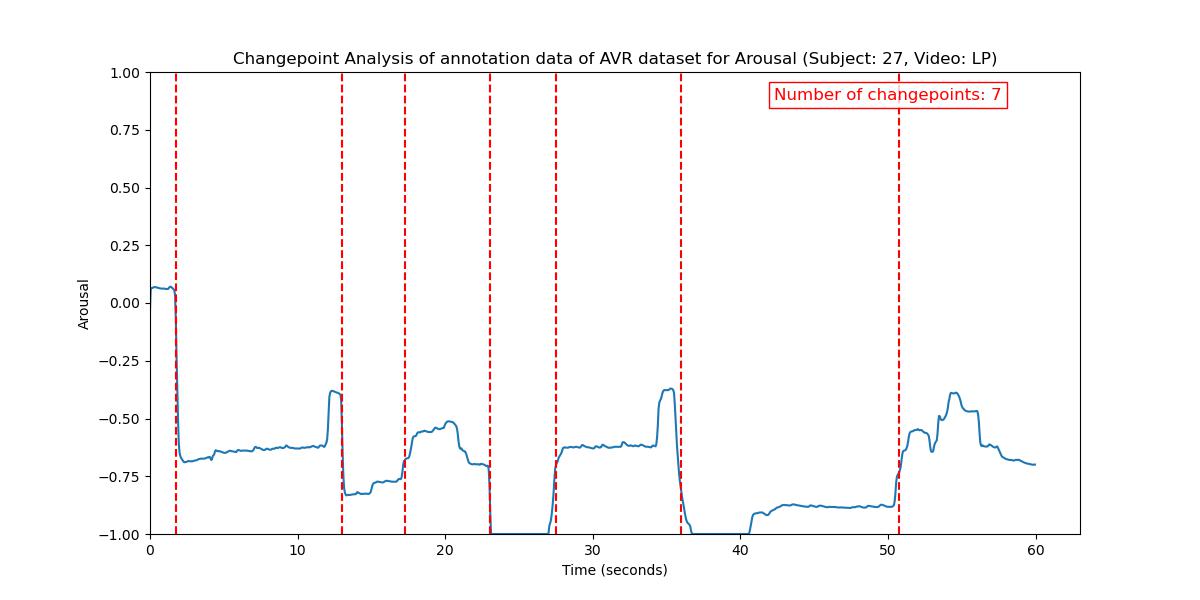 Changepoint Analysis of annotation data of AVR dataset for Arousal (Subject: 27, Video: LP)
Number of changepoints: 7
1.00
0.75
0.50
0.25
0.00
−0.25
−0.50
−0.75
−1.00
Arousal
0 10 20 30 40 50 60
Time (seconds)